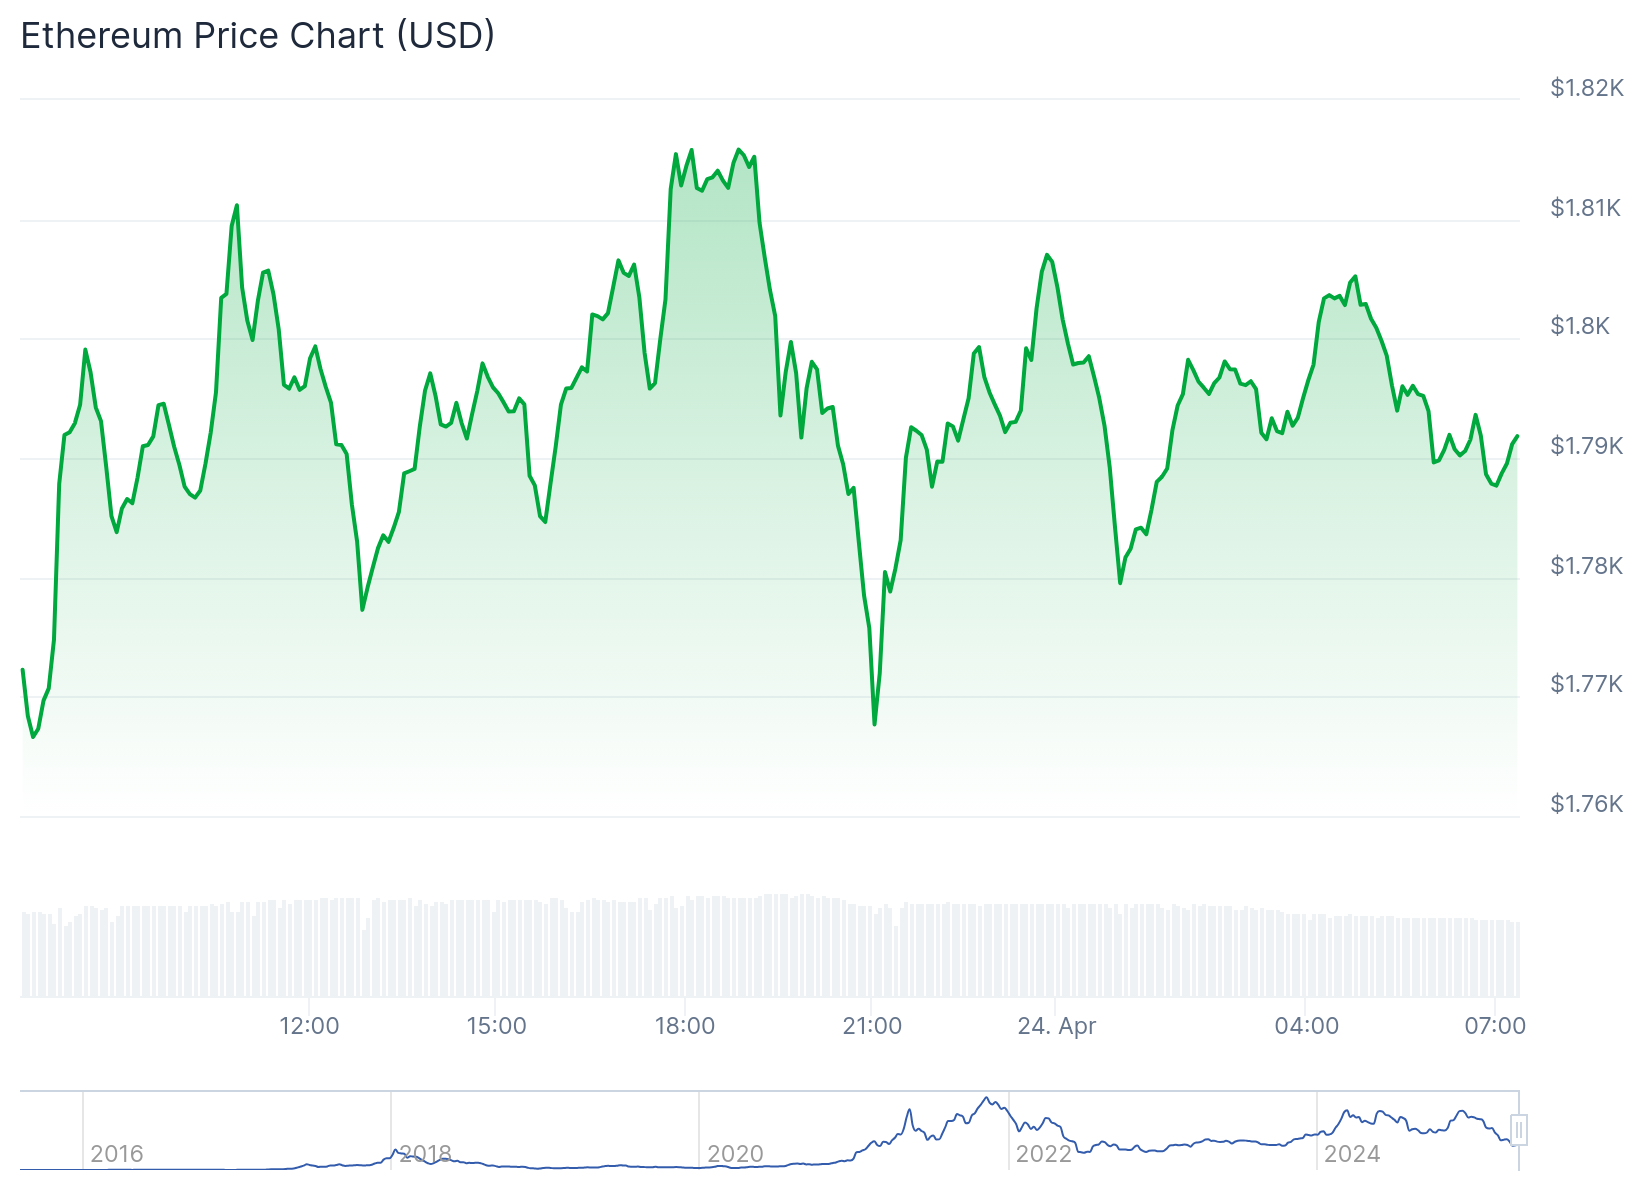 Ethereum Price Chart (USD)
$1.82K
$1.81K
$1.8K
$1.79K
$1.78K
$1.77K
$1.76K
12:00 15:00 18:00 21:00 24. Apr 04:00 07:00
2016 2018 2020 2022 2024